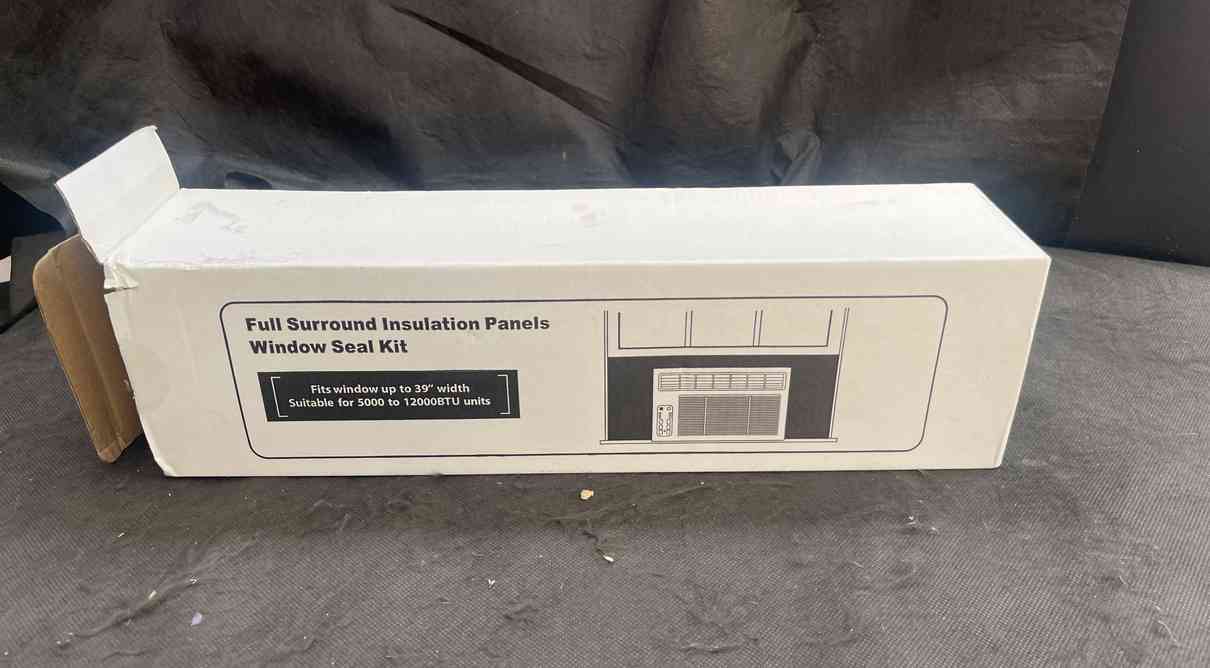 Full Surround Insulation Panels
Window Seal Kit
Fits window up to 39” width
Suitable for 5000 to 12000BTU units